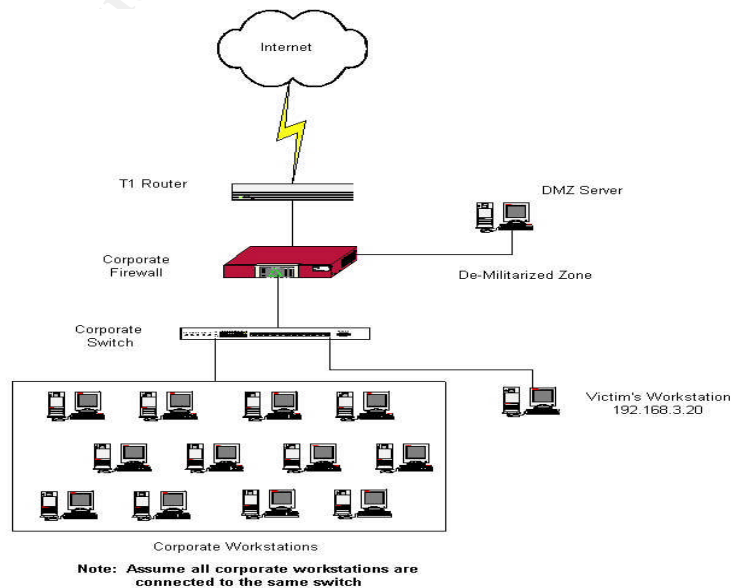 Internet
T1 Router
DMZ Server
Corporate
Firewall
De-Militarized Zone
Corporate
Switch
Victim's Workstation
192.168.3.20
Corporate Workstations
Note: Assume all corporate workstations are
connected to the same switch